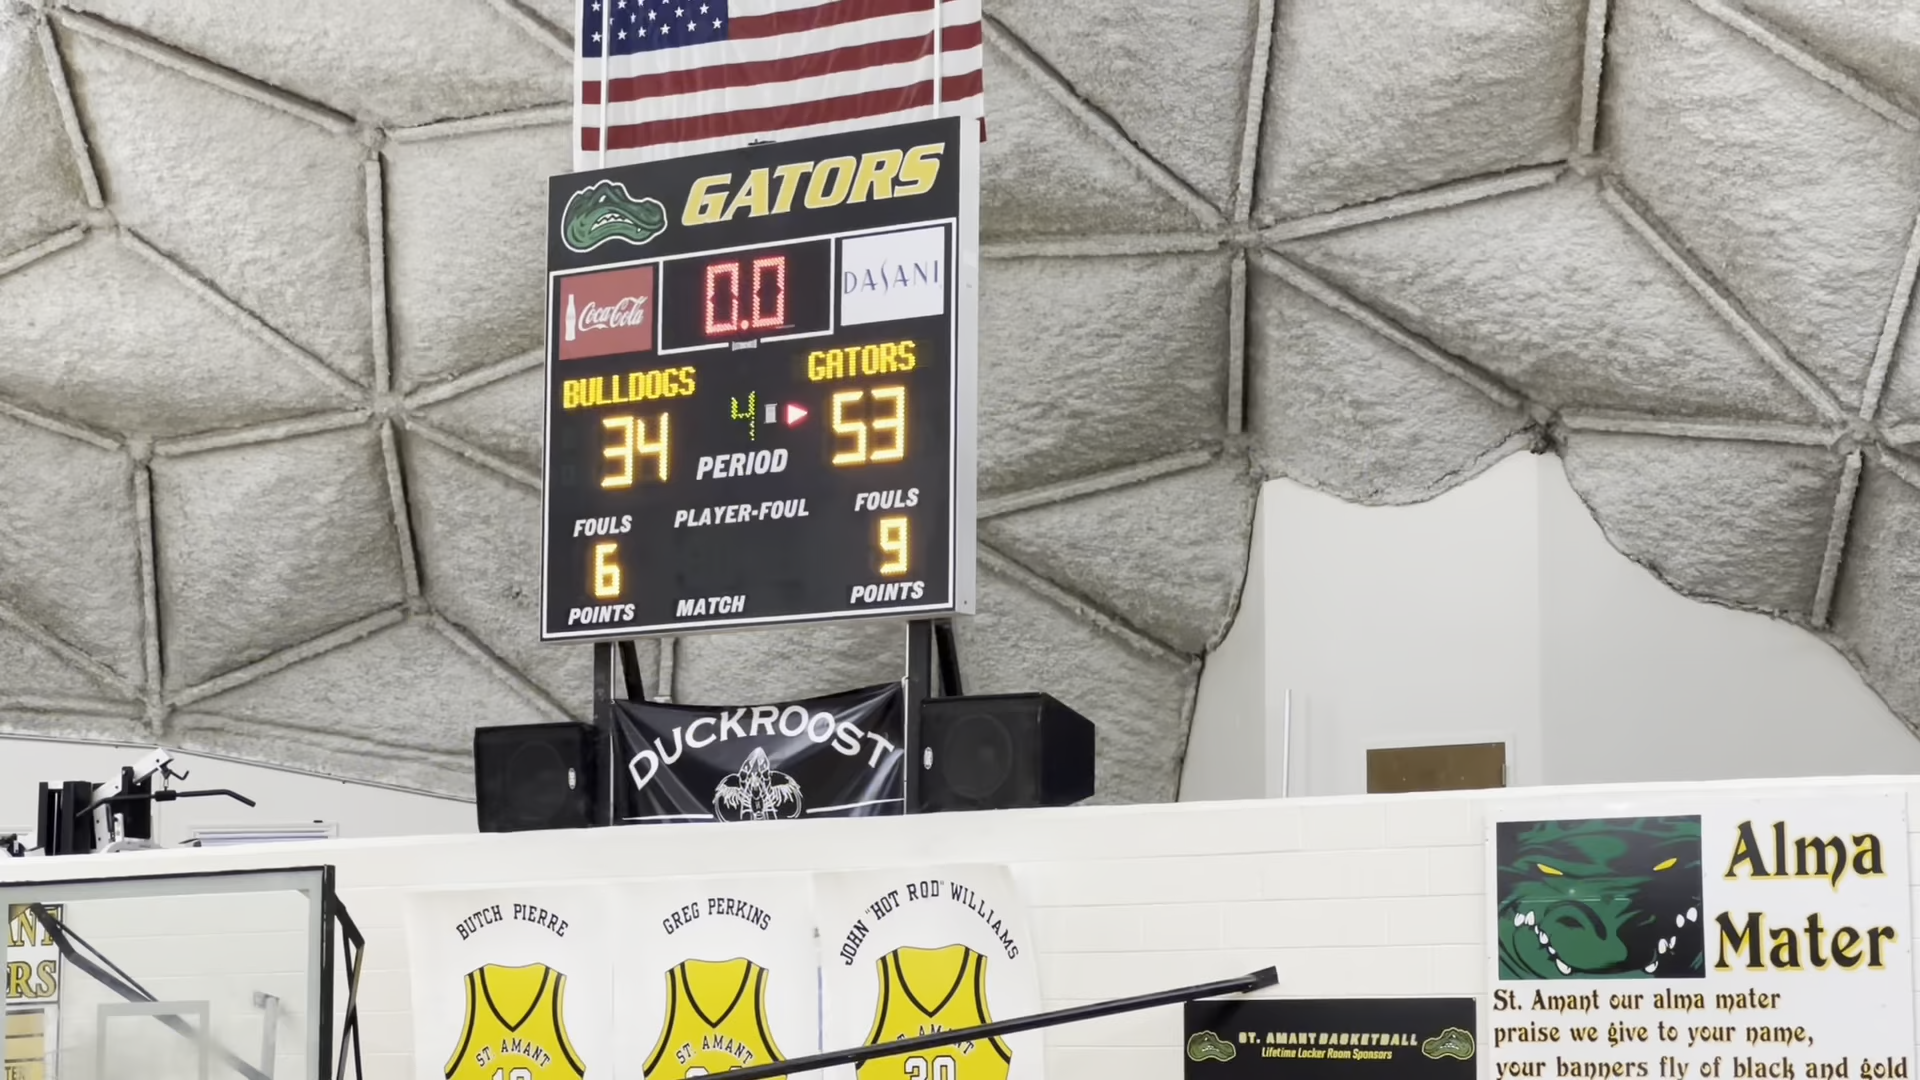 GATORS
Coca-Cola
0.0
DASANI
BULLDOGS
GATORS
34
4
53
PERIOD
FOULS
PLAYER-FOUL
FOULS
6
9
POINTS
MATCH
POINTS
DUCKROOST
BUTCH PIERRE
GREG PERKINS
JOHN "HOT ROD" WILLIAMS
ST. AMANT
ST. AMANT
ST. AMANT
30
ST. AMANT BASKETBALL
Lifetime Locker Room Sponsors
Alma
Mater
St. Amant our alma mater
praise we give to your name,
your banners fly of black and gold